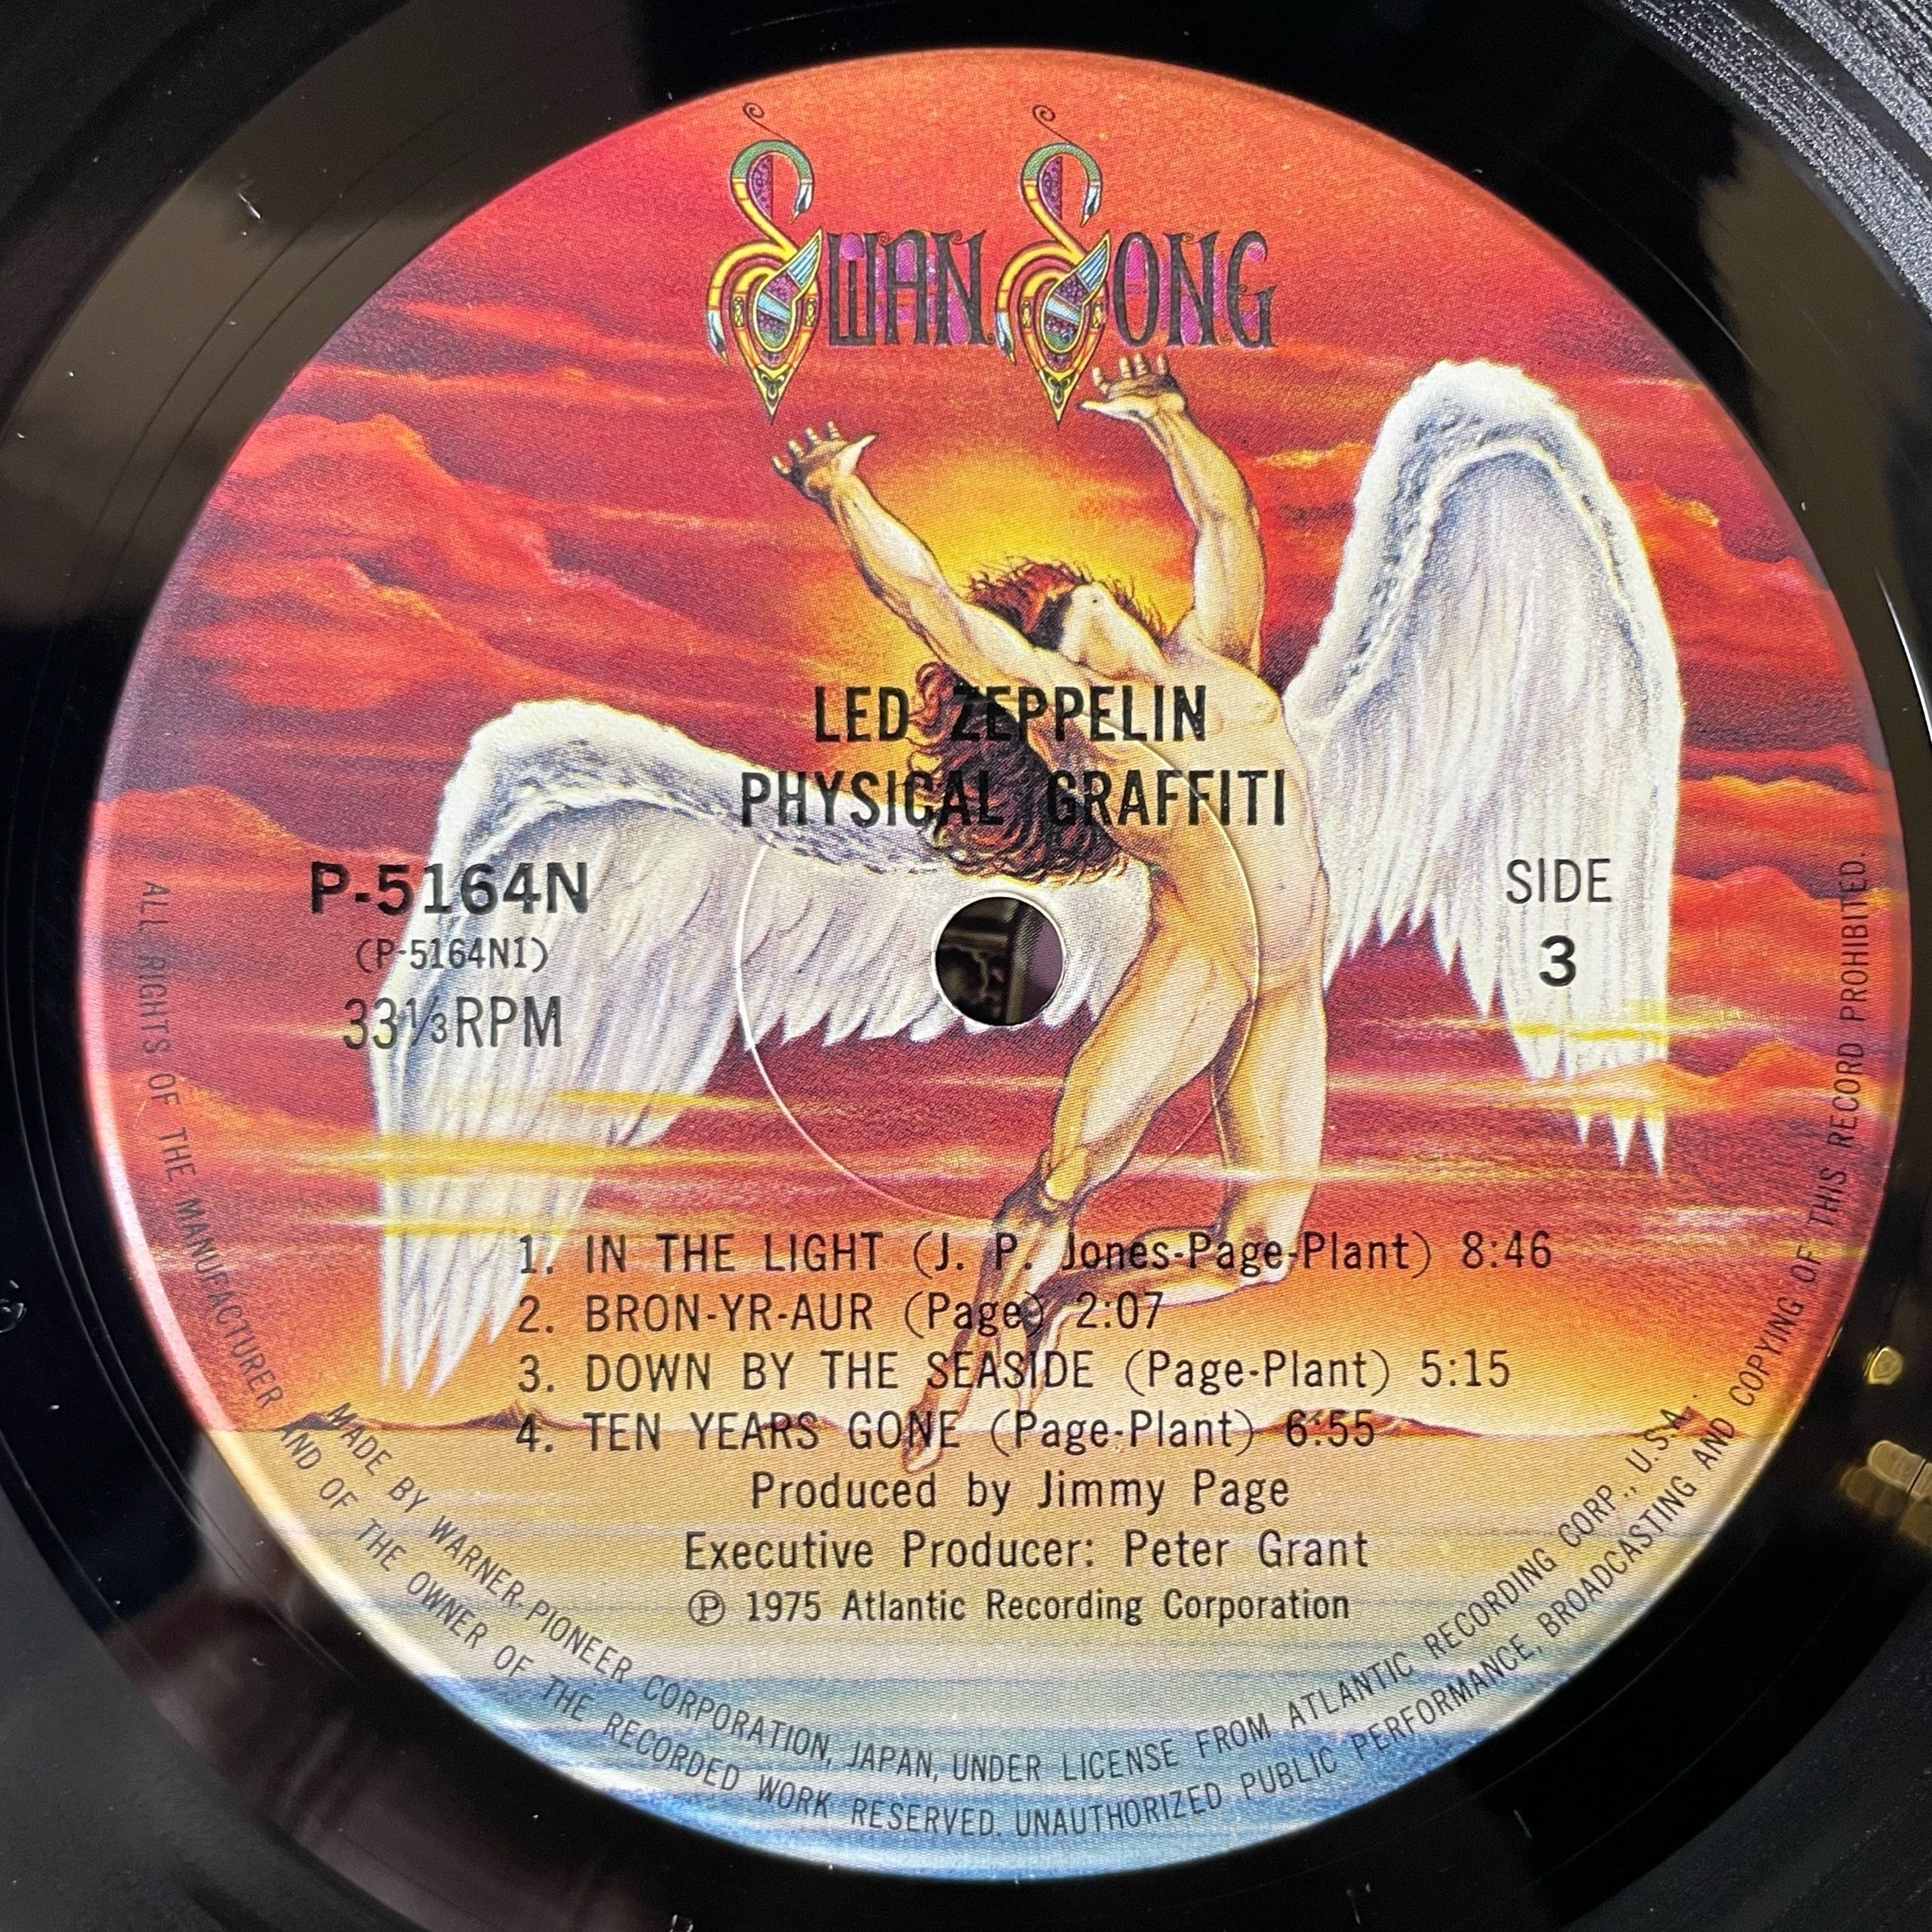 SWAN SONG
LED ZEPPELIN
PHYSICAL GRAFFITI
P-5164N
(P-5164N1)
33⅓RPM
SIDE
3
1. IN THE LIGHT (J. P. Jones-Page-Plant) 8:46
2. BRON-YR-AUR (Page) 2:07
3. DOWN BY THE SEASIDE (Page-Plant) 5:15
4. TEN YEARS GONE (Page-Plant) 6:55
Produced by Jimmy Page
Executive Producer: Peter Grant
℗ 1975 Atlantic Recording Corporation
MADE BY WARNER-PIONEER CORPORATION, JAPAN, UNDER LICENSE FROM ATLANTIC RECORDING CORP., U.S.A.
ALL RIGHTS OF THE MANUFACTURER AND OF THE OWNER OF THE RECORDED WORK RESERVED. UNAUTHORIZED PUBLIC PERFORMANCE, BROADCASTING AND COPYING OF THIS RECORD PROHIBITED.